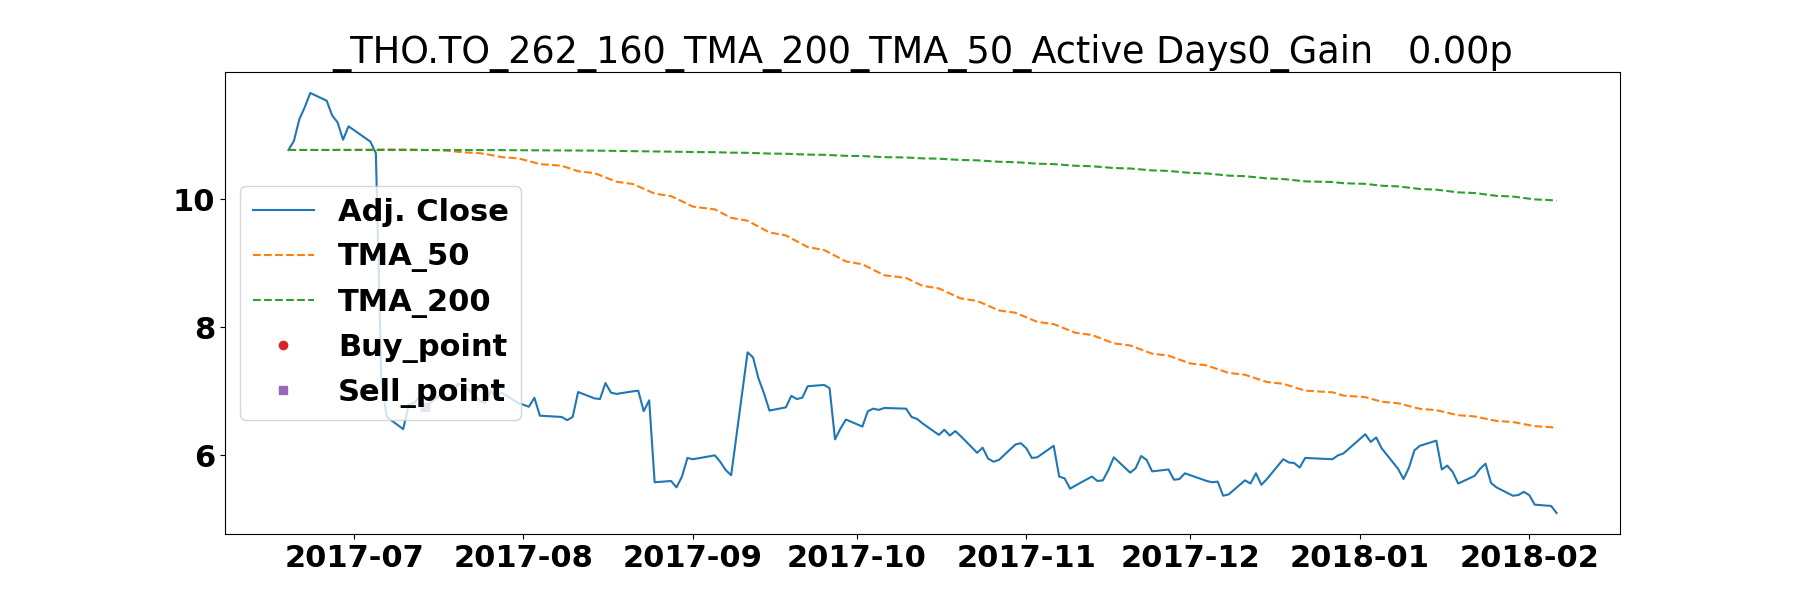 _THO.TO_262_160_TMA_200_TMA_50_Active Days0_Gain   0.00p
10
8
6
Adj. Close
TMA_50
TMA_200
Buy_point
Sell_point
2017-07 2017-08 2017-09 2017-10 2017-11 2017-12 2018-01 2018-02